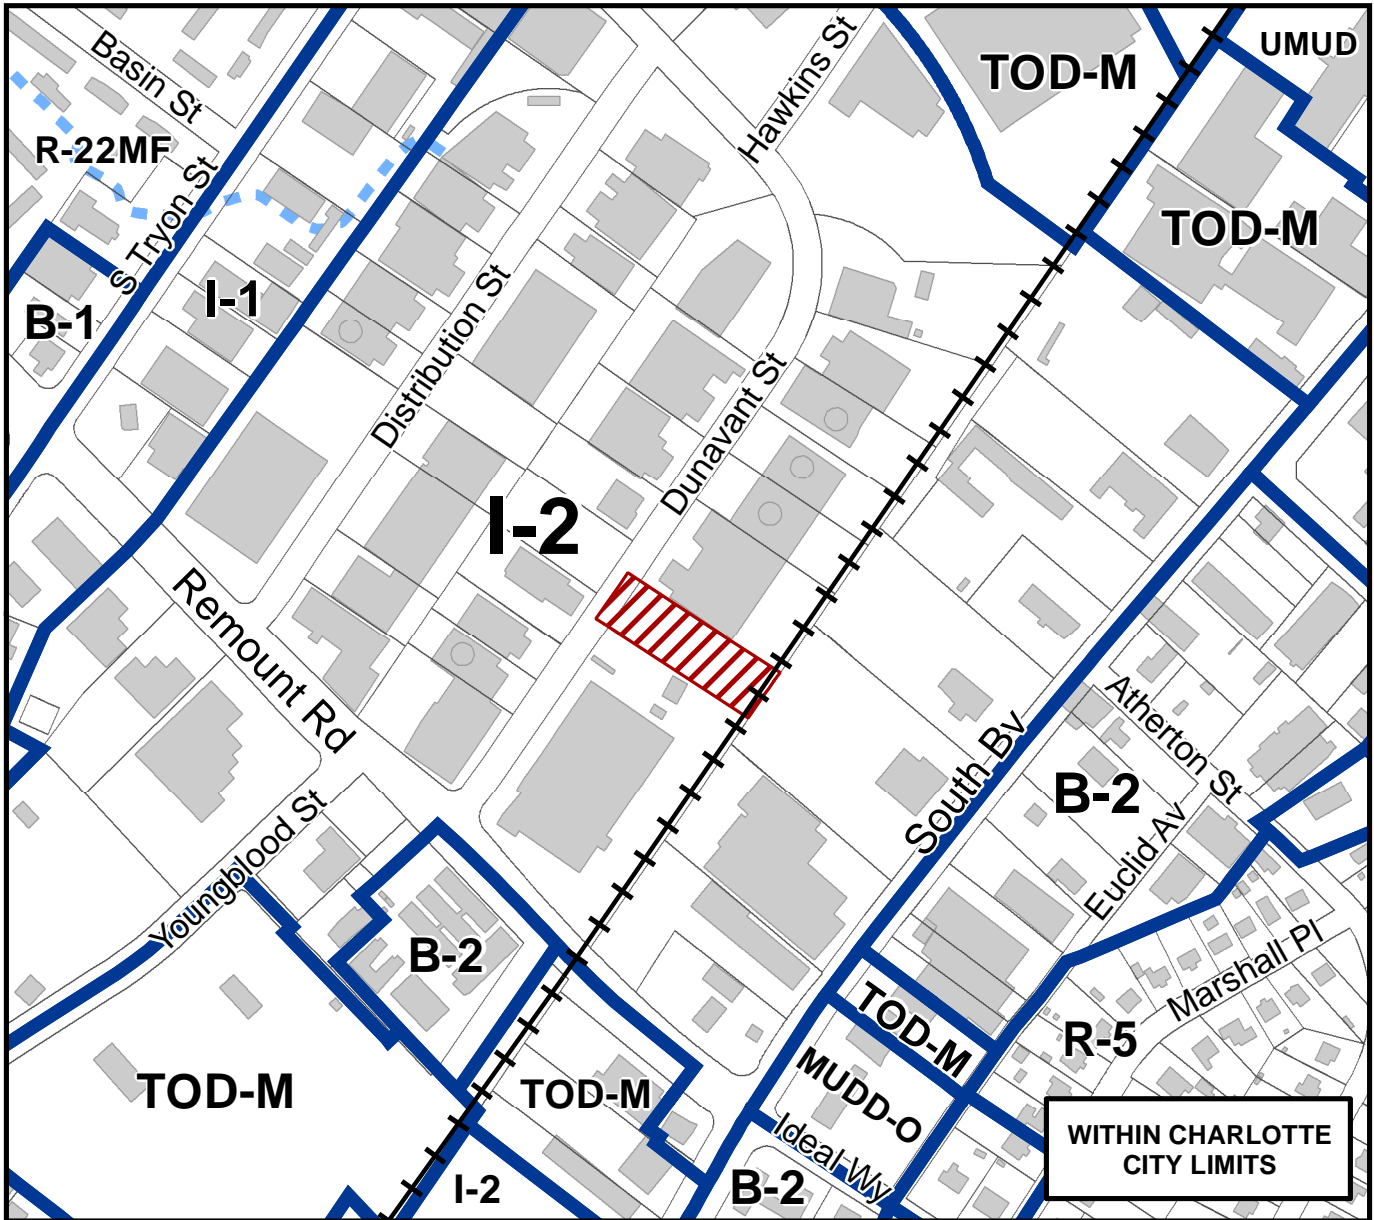 Basin St
R-22MF
S Tryon St
B-1
I-1
Distribution St
Hawkins St
TOD-M
UMUD
TOD-M
Dunavant St
I-2
Remount Rd
Youngblood St
B-2
TOD-M
TOD-M
I-2
South Bv
Atherton St
B-2
Euclid Av
Marshall Pl
TOD-M
R-5
MUDD-O
Ideal Wy
B-2
WITHIN CHARLOTTE
CITY LIMITS